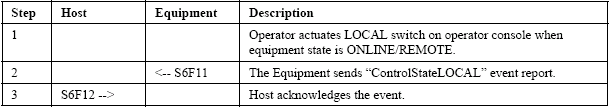 Step Host Equipment Description
1 Operator actuates LOCAL switch on operator console when
equipment state is ONLINE/REMOTE.
2 <-- S6F11 The Equipment sends “ControlStateLOCAL” event report.
3 S6F12 --> Host acknowledges the event.